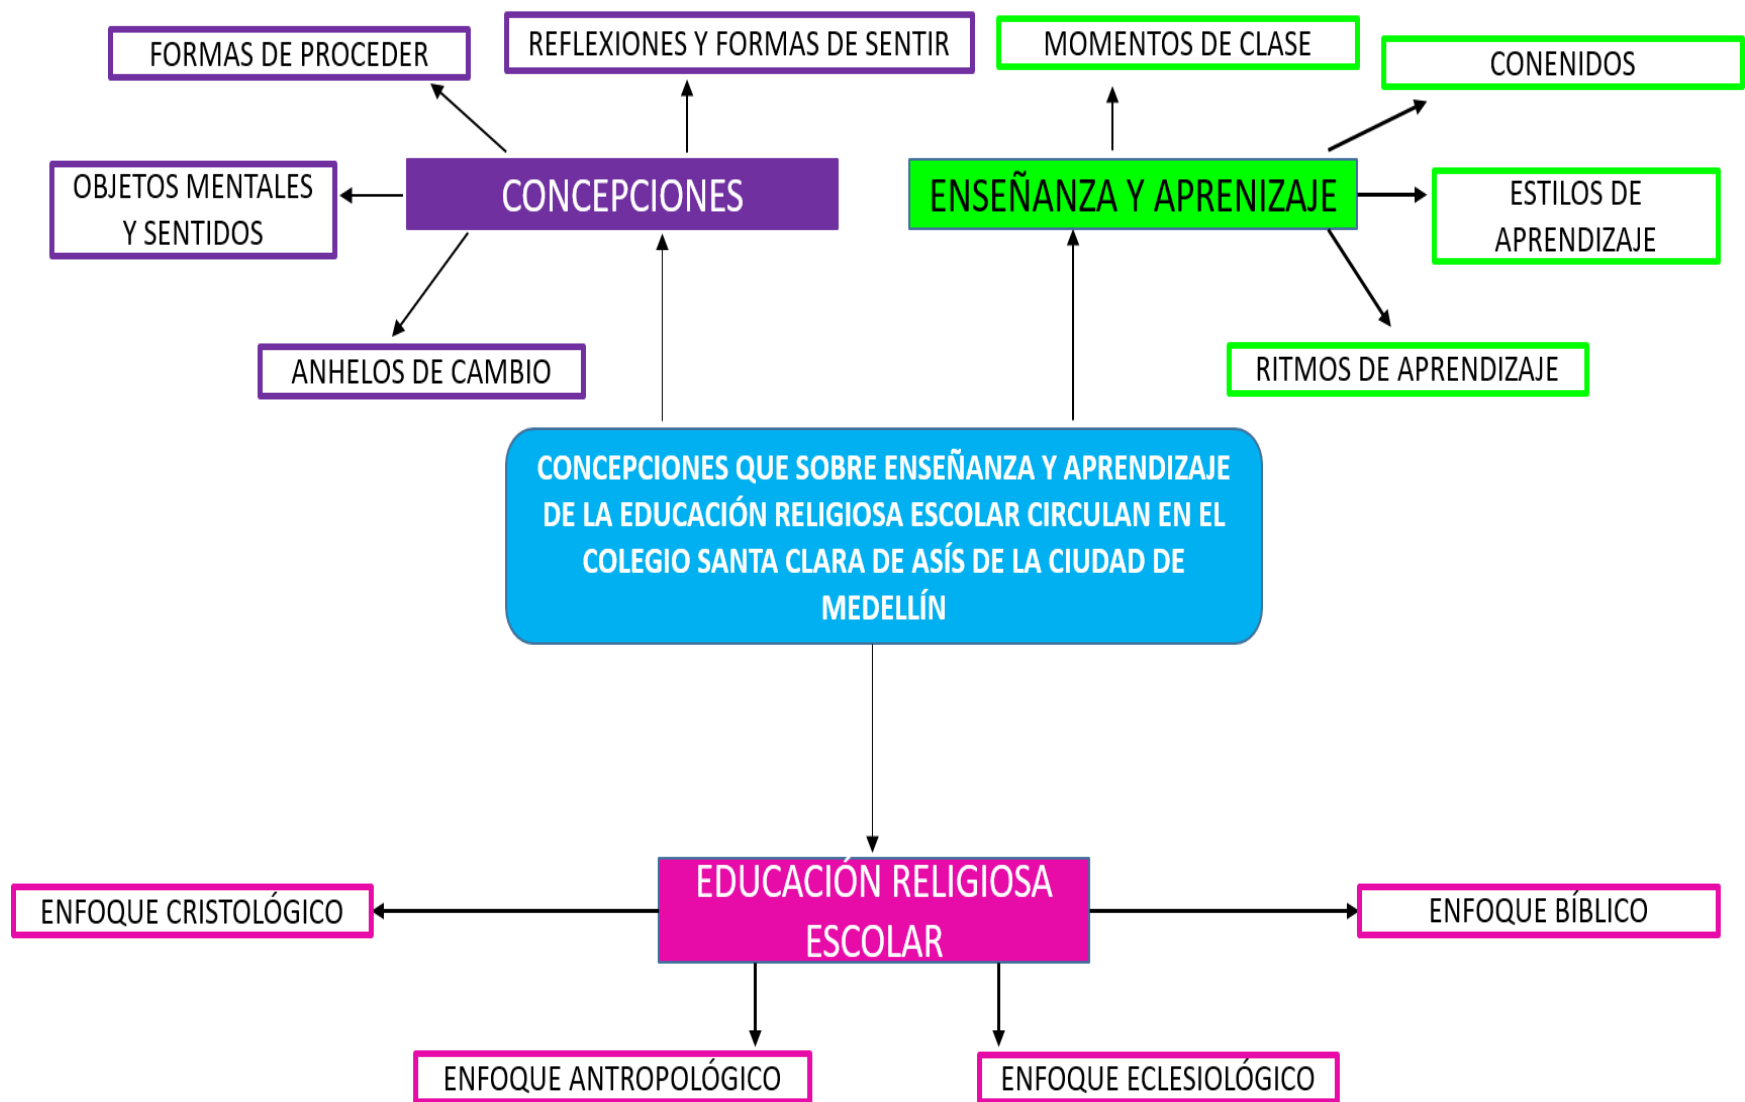 FORMAS DE PROCEDER
REFLEXIONES Y FORMAS DE SENTIR
MOMENTOS DE CLASE
CONENIDOS
OBJETOS MENTALES
Y SENTIDOS
CONCEPCIONES
ENSEÑANZA Y APRENIZAJE
ESTILOS DE
APRENDIZAJE
ANHELOS DE CAMBIO
RITMOS DE APRENDIZAJE
CONCEPCIONES QUE SOBRE ENSEÑANZA Y APRENDIZAJE
DE LA EDUCACIÓN RELIGIOSA ESCOLAR CIRCULAN EN EL
COLEGIO SANTA CLARA DE ASÍS DE LA CIUDAD DE
MEDELLÍN
EDUCACIÓN RELIGIOSA
ESCOLAR
ENFOQUE CRISTOLÓGICO
ENFOQUE BÍBLICO
ENFOQUE ANTROPOLÓGICO
ENFOQUE ECLESIOLÓGICO